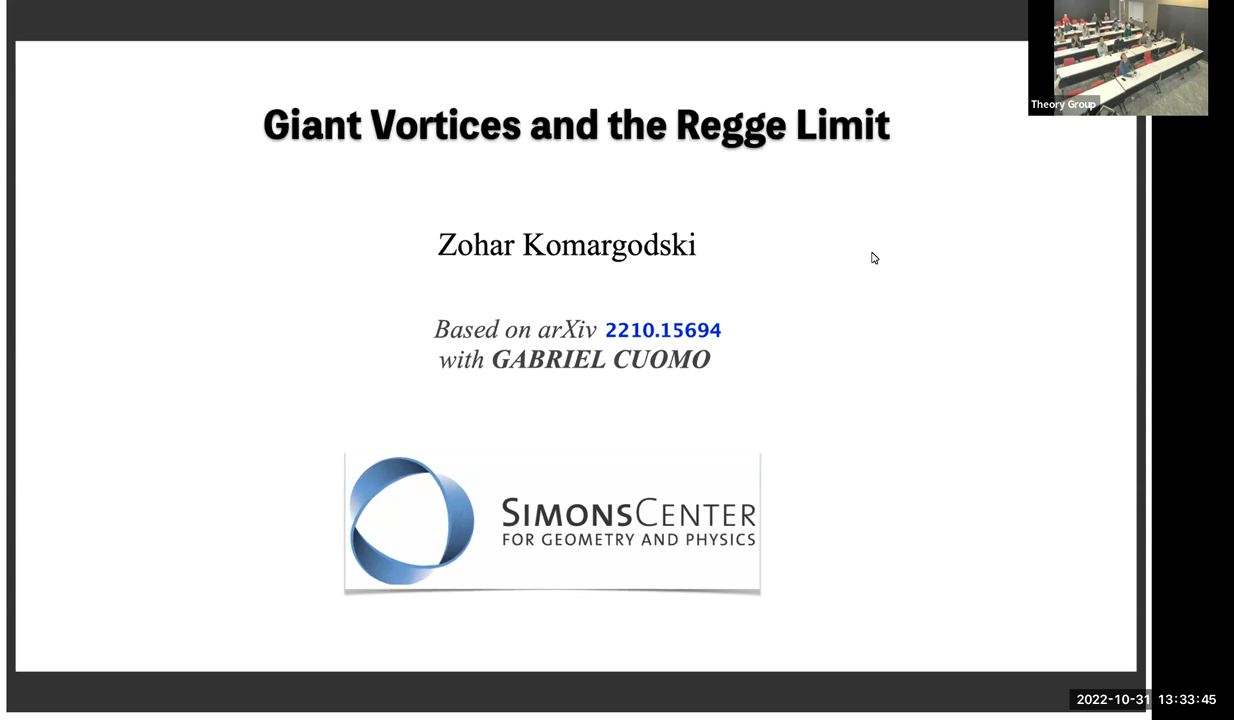 Theory Group
Giant Vortices and the Regge Limit
Zohar Komargodski
Based on arXiv 2210.15694
with GABRIEL CUOMO
SIMONSCENTER
FOR GEOMETRY AND PHYSICS
2022-10-31 13:33:45